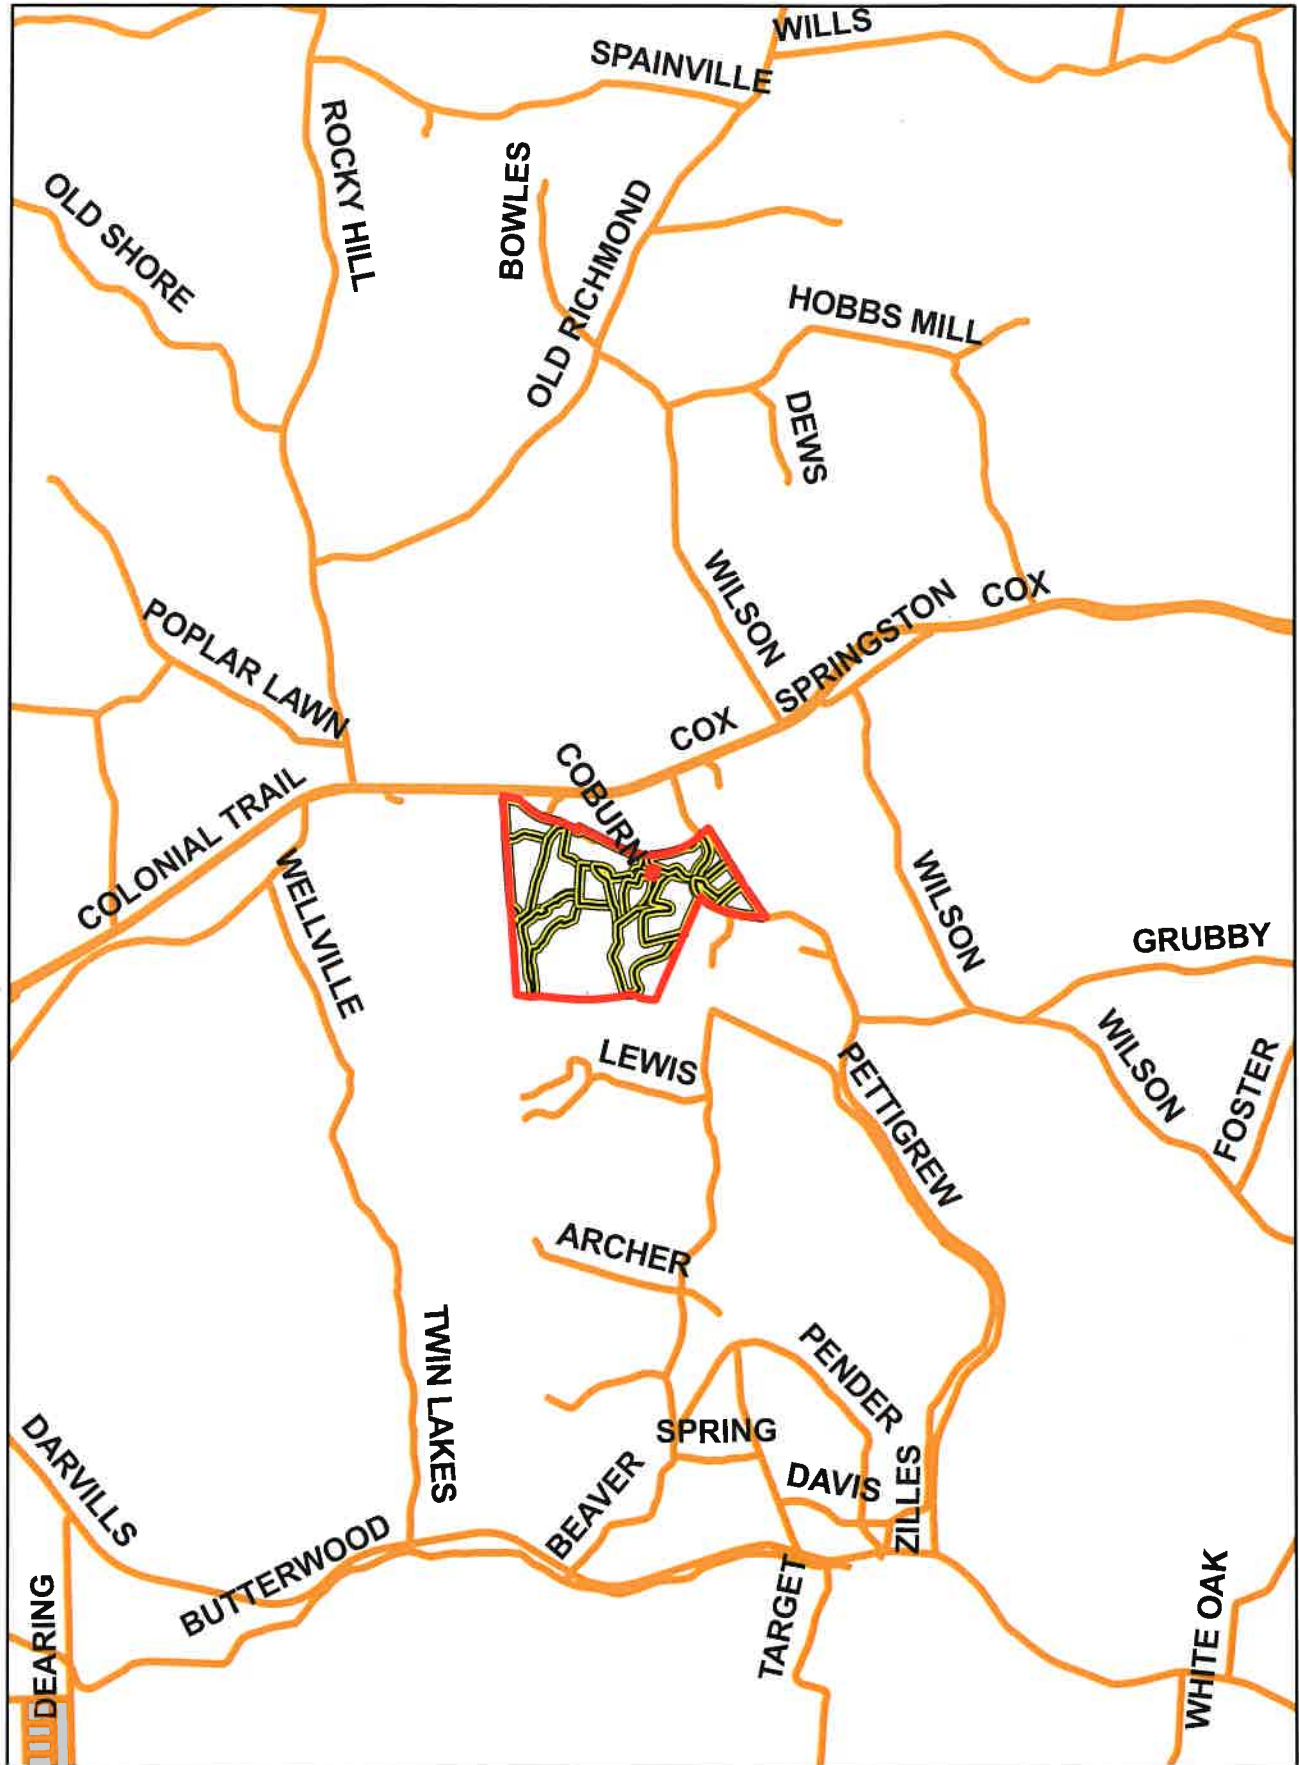 WILLS
SPAINVILLE
ROCKY HILL
BOWLES
OLD SHORE
OLD RICHMOND
HOBBS MILL
DEWS
WILSON
SPRINGSTON
COX
POPLAR LAWN
COX
COBURN
COLONIAL TRAIL
WELLVILLE
WILSON
GRUBBY
WILSON
FOSTER
LEWIS
PETTIGREW
ARCHER
TWIN LAKES
PENDER
SPRING
DARVILLS
BEAVER
DAVIS
ZILLES
BUTTERWOOD
TARGET
DEARING
WHITE OAK